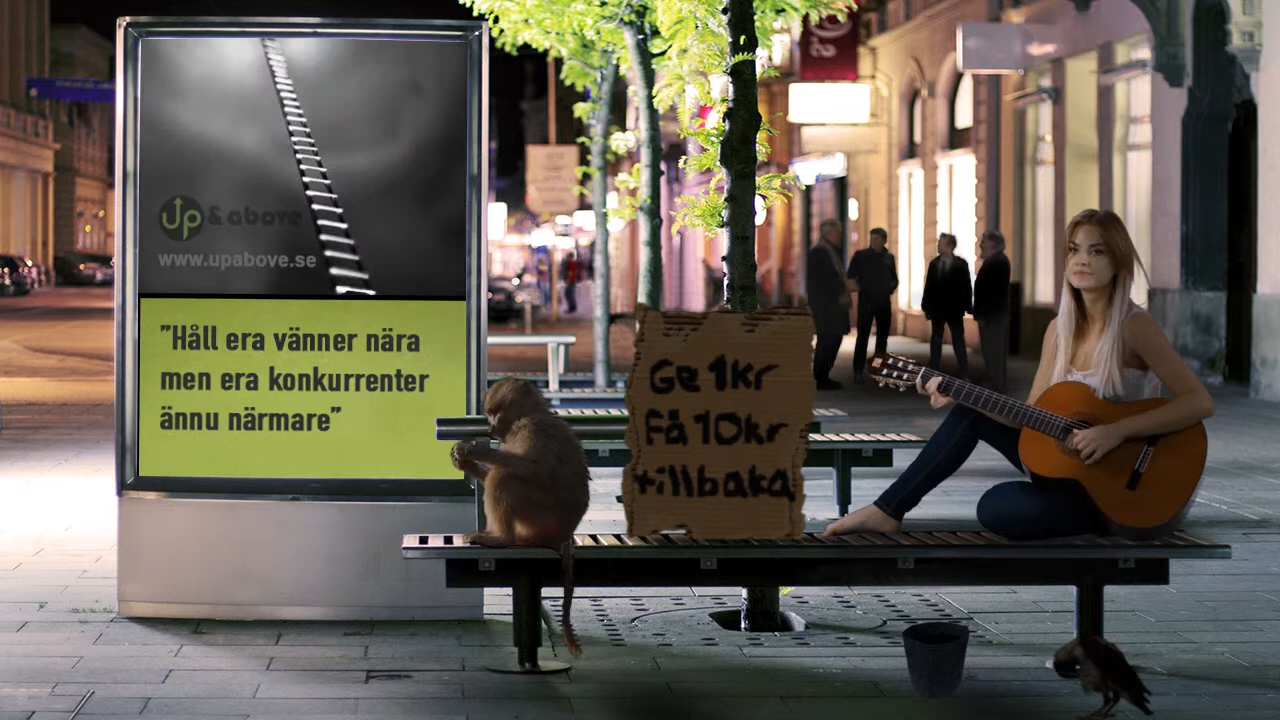 Up & above
www.upabove.se
"Håll era vänner nära
men era konkurrenter
ännu närmare"
Ge 1kr
Få 10kr
tillbaka